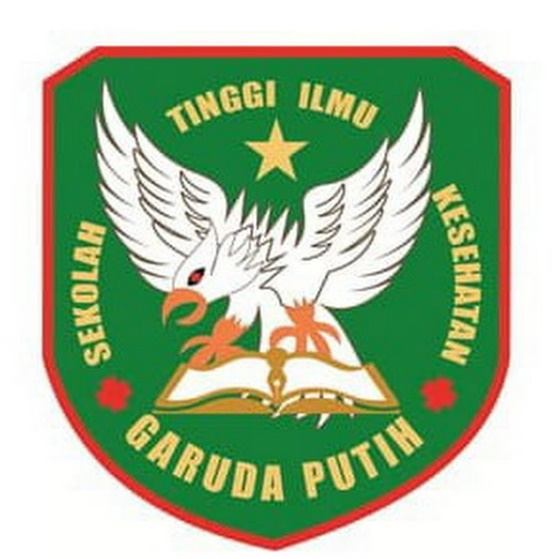 SEKOLAH
TINGGI ILMU
KESEHATAN
GARUDA PUTIH